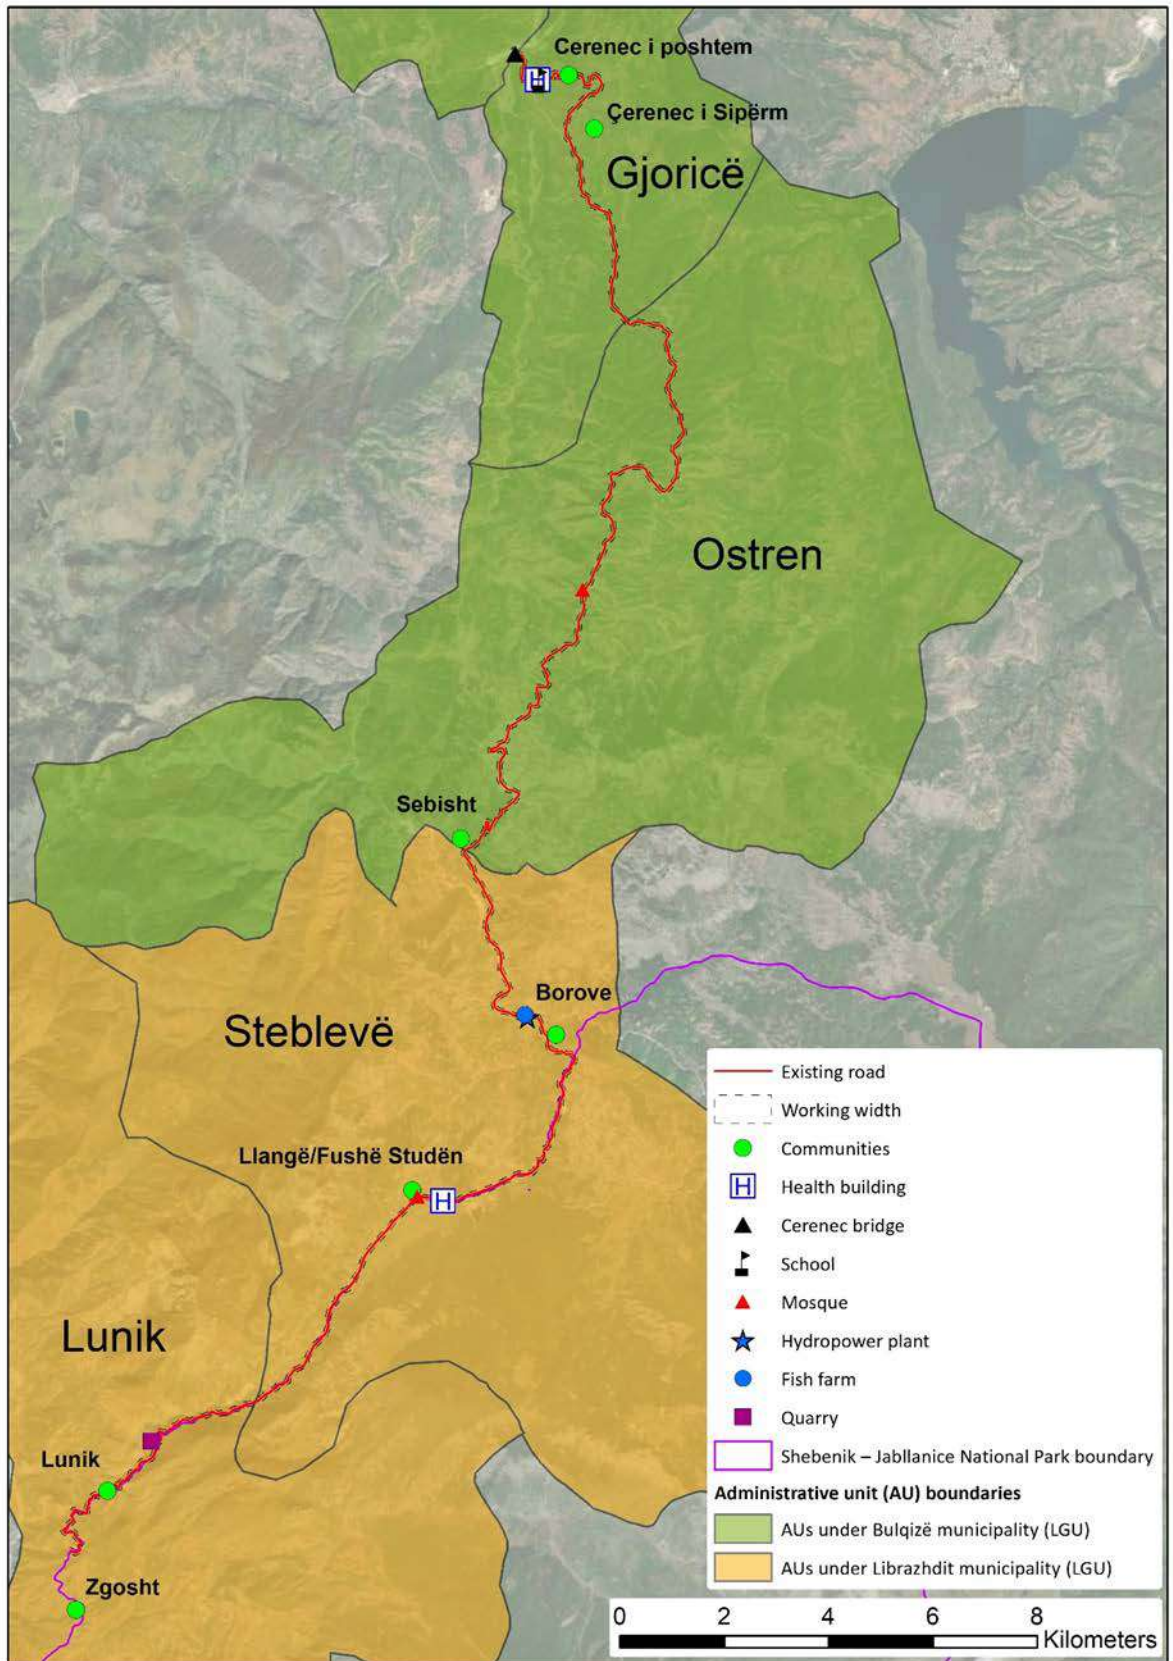 Cerenec i poshtem
H
Çerenec i Sipërm
Gjoricë
Ostren
Sebisht
Borove
Steblevë
Llangë/Fushë Studën
H
Lunik
Lunik
Zgosht
Existing road
Working width
Communities
H Health building
Cerenec bridge
School
Mosque
Hydropower plant
Fish farm
Quarry
Shebenik – Jabllanice National Park boundary
Administrative unit (AU) boundaries
AUs under Bulqizë municipality (LGU)
AUs under Librazhdit municipality (LGU)
0 2 4 6 8
Kilometers